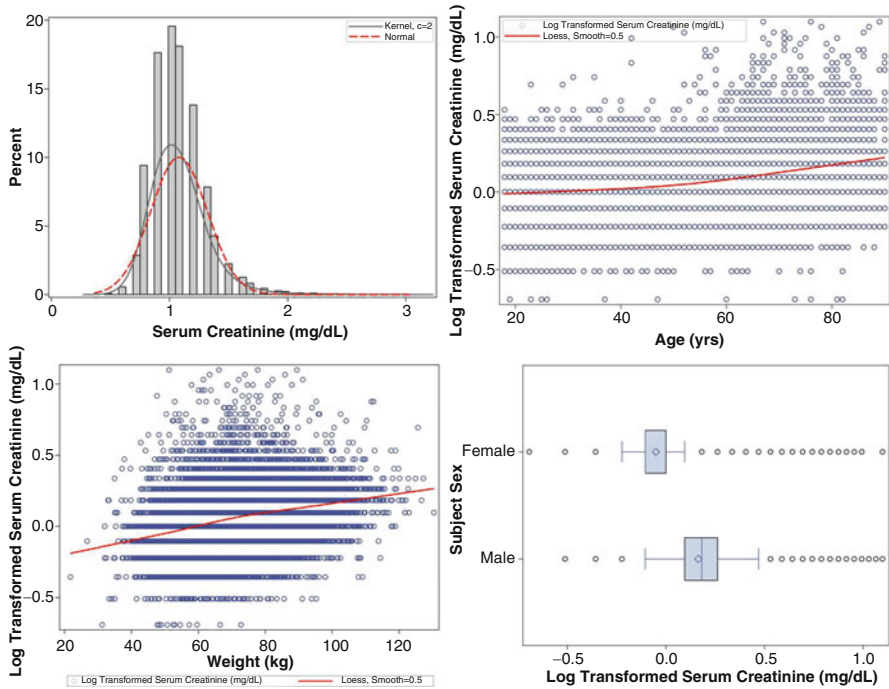 Kernel, c=2
Normal
20
15
10
5
0
Percent
0 1 2 3
Serum Creatinine (mg/dL)
Log Transformed Serum Creatinine (mg/dL)
Loess, Smooth=0.5
1.0
0.5
0.0
−0.5
Log Transformed Serum Creatinine (mg/dL)
20 40 60 80
Age (yrs)
1.0
0.5
0.0
−0.5
Log Transformed Serum Creatinine (mg/dL)
20 40 60 80 100 120
Weight (kg)
Log Transformed Serum Creatinine (mg/dL) Loess, Smooth=0.5
Female
Male
Subject Sex
−0.5 0.0 0.5 1.0
Log Transformed Serum Creatinine (mg/dL)